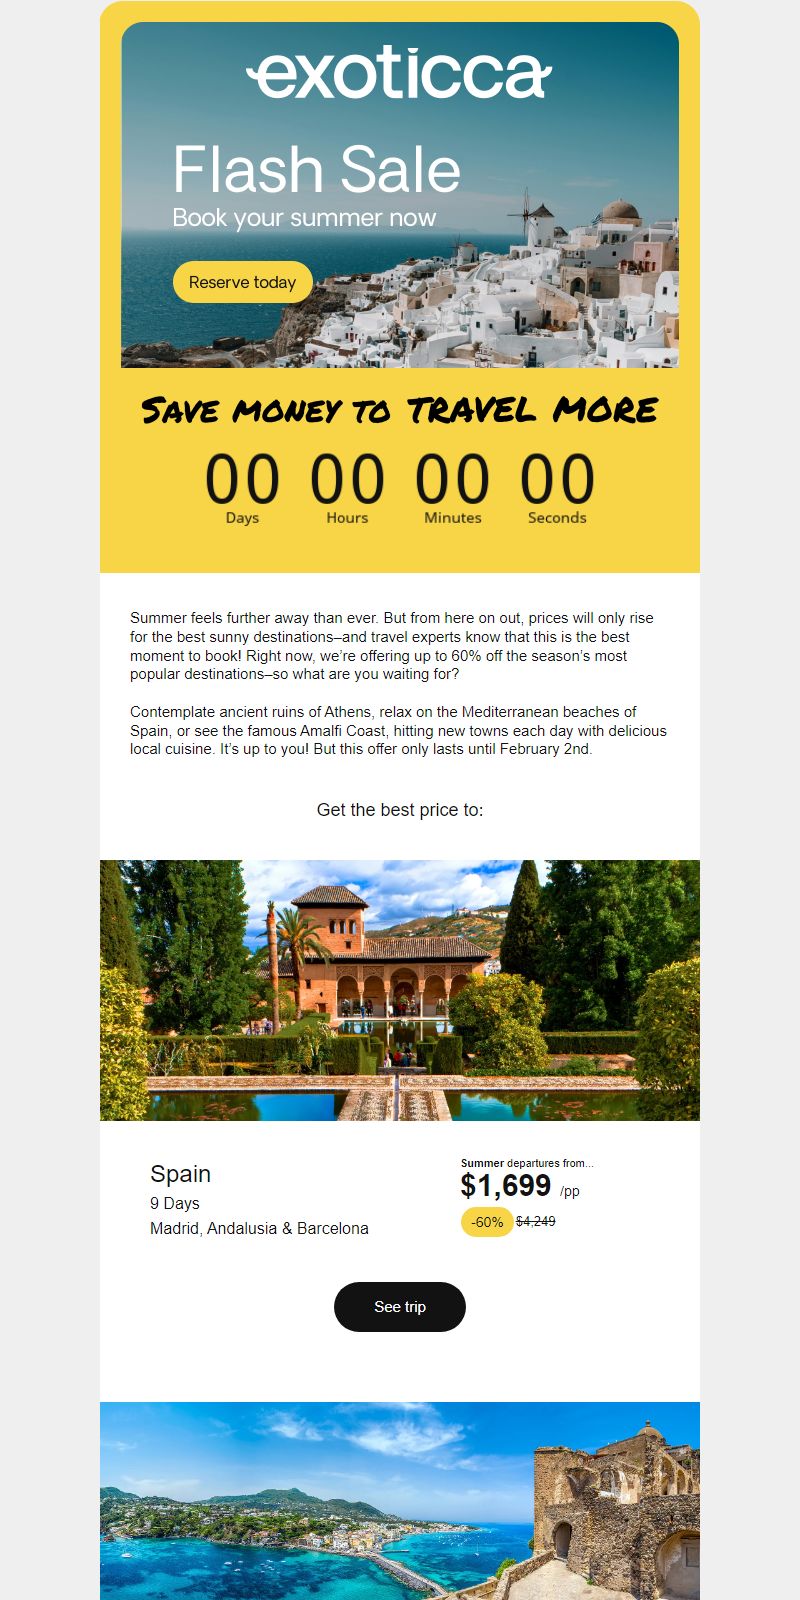 exoticca
Flash Sale
Book your summer now
Reserve today
SAVE MONEY TO TRAVEL MORE
00 00 00 00
Days Hours Minutes Seconds
Summer feels further away than ever. But from here on out, prices will only rise
for the best sunny destinations–and travel experts know that this is the best
moment to book! Right now, we’re offering up to 60% off the season’s most
popular destinations–so what are you waiting for?
Contemplate ancient ruins of Athens, relax on the Mediterranean beaches of
Spain, or see the famous Amalfi Coast, hitting new towns each day with delicious
local cuisine. It’s up to you! But this offer only lasts until February 2nd.
Get the best price to:
Spain
9 Days
Madrid, Andalusia & Barcelona
Summer departures from...
$1,699 /pp
-60% $4,249
See trip